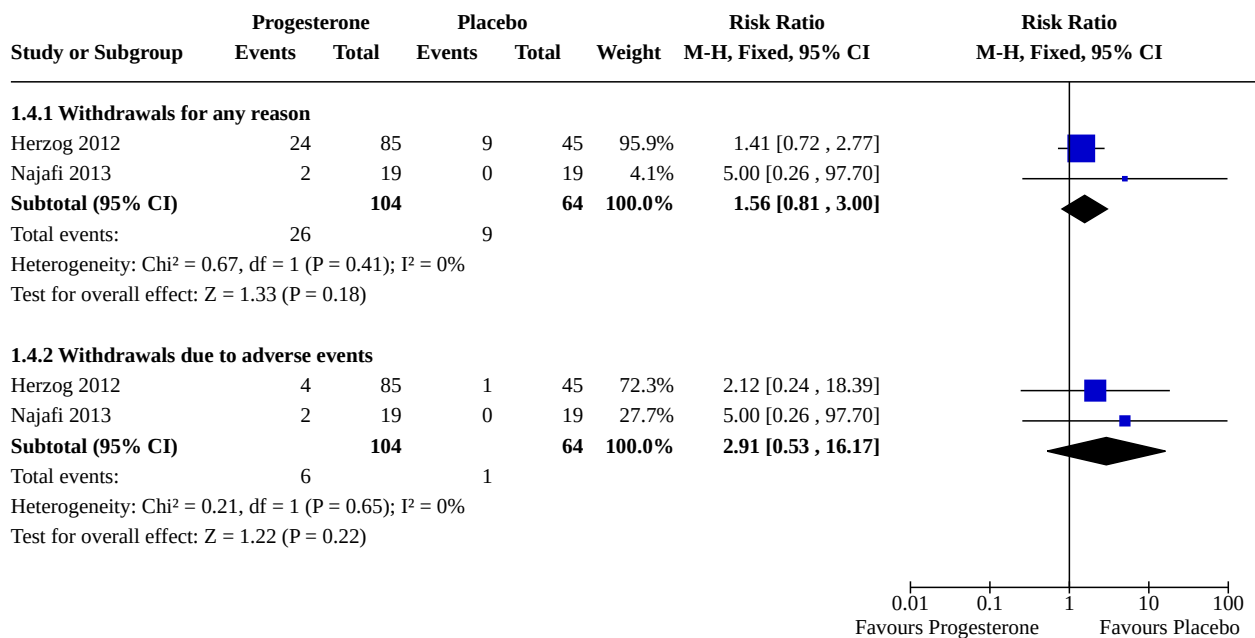 Progesterone Placebo Risk Ratio Risk Ratio
Study or Subgroup Events Total Events Total Weight M-H, Fixed, 95% CI M-H, Fixed, 95% CI
1.4.1 Withdrawals for any reason
Herzog 2012 24 85 9 45 95.9% 1.41 [0.72 , 2.77]
Najafi 2013 2 19 0 19 4.1% 5.00 [0.26 , 97.70]
Subtotal (95% CI) 104 64 100.0% 1.56 [0.81 , 3.00]
Total events: 26 9
Heterogeneity: Chi² = 0.67, df = 1 (P = 0.41); I² = 0%
Test for overall effect: Z = 1.33 (P = 0.18)
1.4.2 Withdrawals due to adverse events
Herzog 2012 4 85 1 45 72.3% 2.12 [0.24 , 18.39]
Najafi 2013 2 19 0 19 27.7% 5.00 [0.26 , 97.70]
Subtotal (95% CI) 104 64 100.0% 2.91 [0.53 , 16.17]
Total events: 6 1
Heterogeneity: Chi² = 0.21, df = 1 (P = 0.65); I² = 0%
Test for overall effect: Z = 1.22 (P = 0.22)
0.01 0.1 1 10 100
Favours Progesterone Favours Placebo